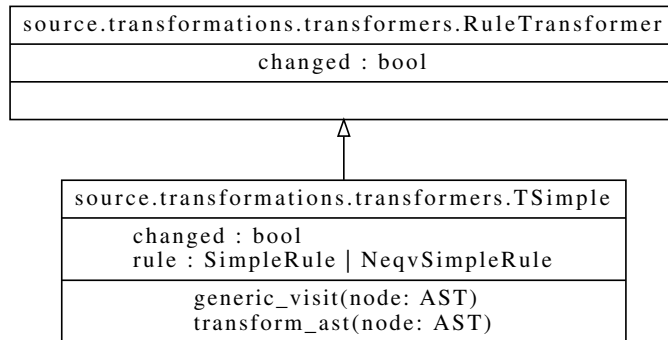 source.transformations.transformers.RuleTransformer
changed : bool
source.transformations.transformers.TSimple
changed : bool
rule : SimpleRule | NeqvSimpleRule
generic_visit(node: AST)
transform_ast(node: AST)